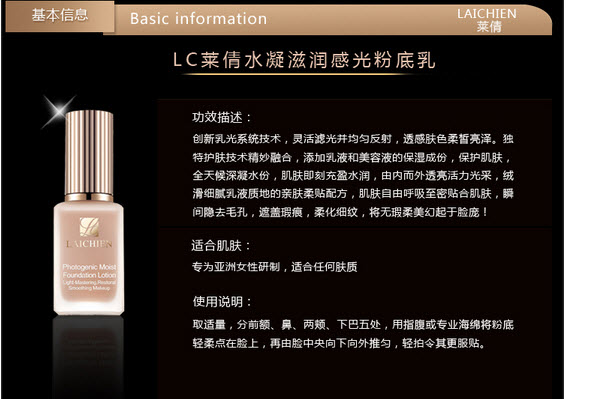 基本信息
Basic information
LAICHIEN
莱倩
LC莱倩水凝滋润感光粉底乳
功效描述：
创新乳光系统技术，灵活滤光并均匀反射，透感肤色柔皙亮泽。独
特护肤技术精妙融合，添加乳液和美容液的保湿成份，保护肌肤，
全天候深凝水份，肌肤即刻充盈水润，由内而外透亮活力光采，绒
滑细腻乳液质地的亲肤柔贴配方，肌肤自由呼吸至密贴合肌肤，瞬
间隐去毛孔，遮盖瑕痕，柔化细纹，将无瑕柔美幻起于脸庞！
适合肌肤：
专为亚洲女性研制，适合任何肤质
使用说明：
取适量，分前额、鼻、两颊、下巴五处，用指腹或专业海绵将粉底
轻柔点在脸上，再由脸中央向下向外推匀，轻拍令其更服贴。
LAICHIEN
Photogenic Moist
Foundation Lotion
Light Mastering,Restoral
Smoothing Makeup